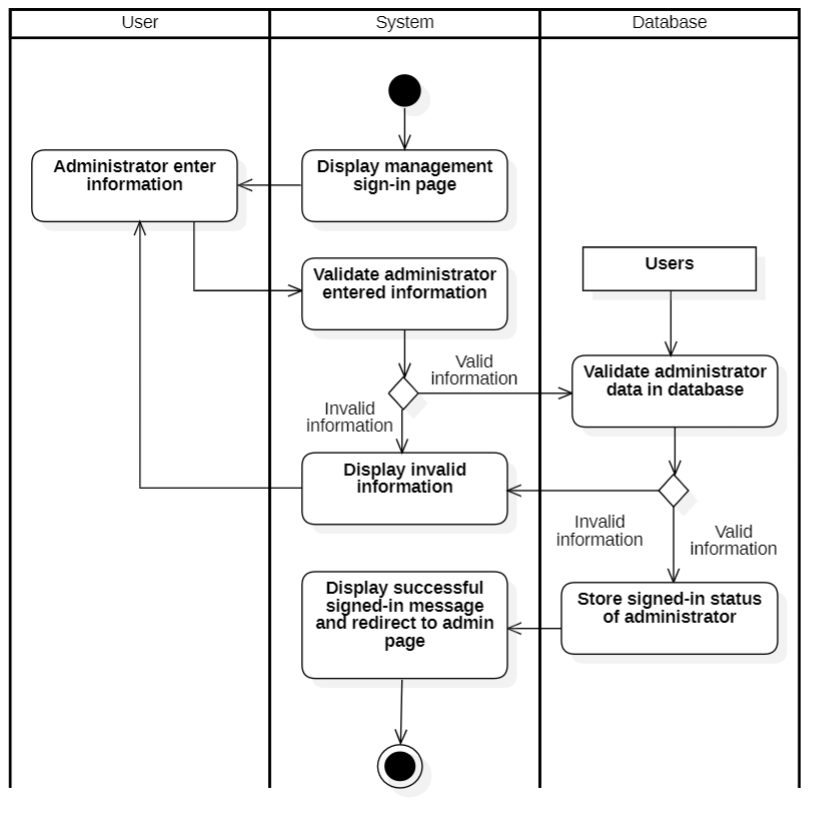 User
System
Database
Administrator enter
information
Display management
sign-in page
Validate administrator
entered information
Users
Valid
information
Validate administrator
data in database
Invalid
information
Display invalid
information
Invalid
information
Valid
information
Display successful
signed-in message
and redirect to admin
page
Store signed-in status
of administrator